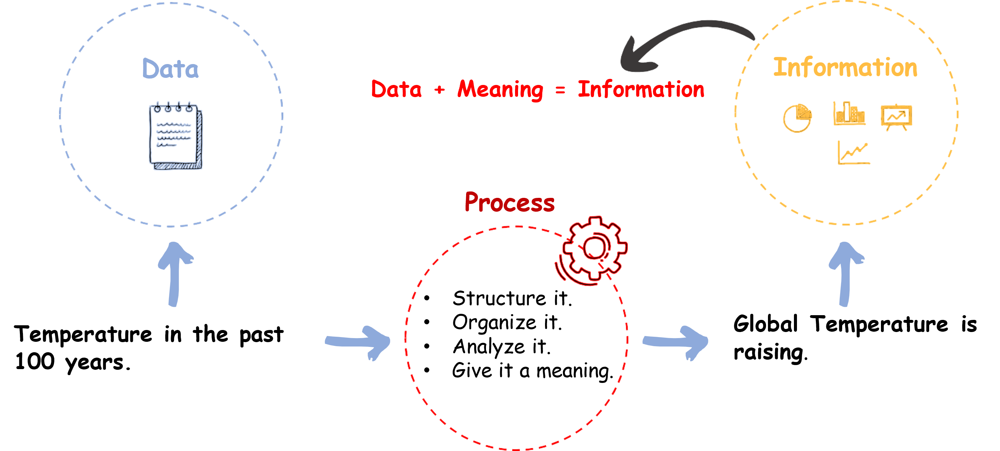 Data
Data + Meaning = Information
Information
Process
Temperature in the past
100 years.
• Structure it.
• Organize it.
• Analyze it.
• Give it a meaning.
Global Temperature is
raising.